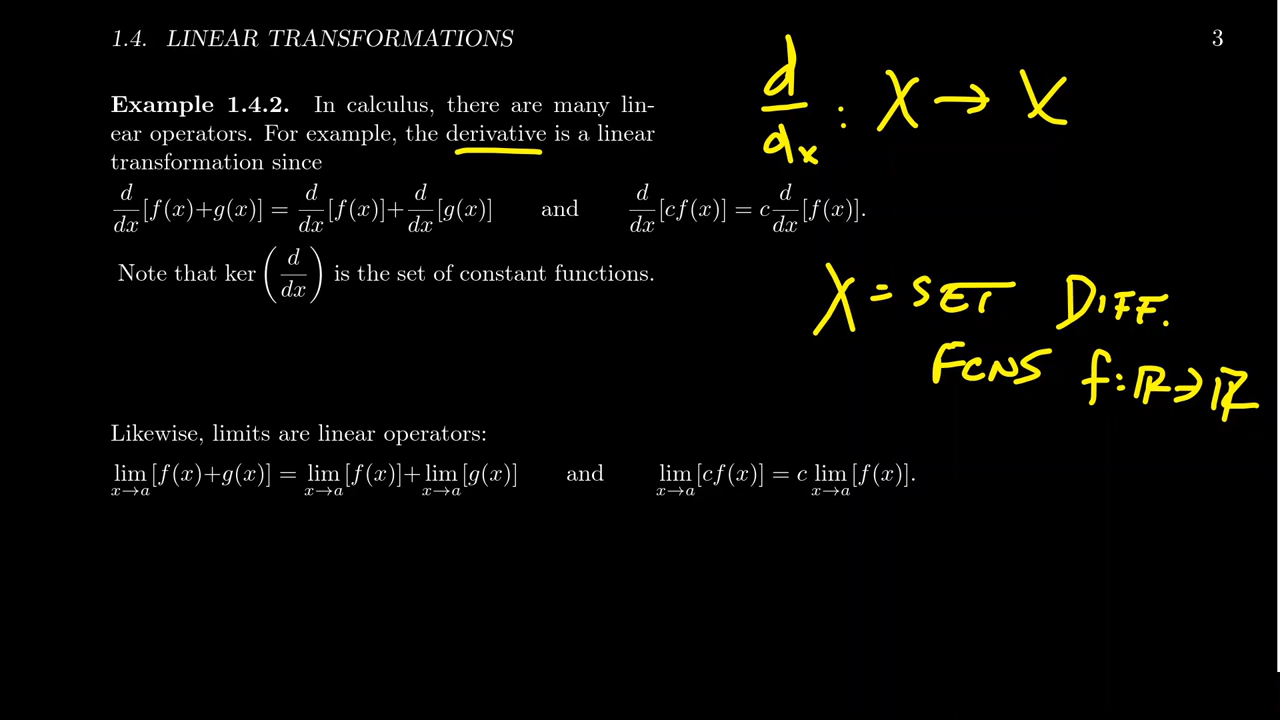 1.4. LINEAR TRANSFORMATIONS 3
Example 1.4.2. In calculus, there are many lin-
ear operators. For example, the derivative is a linear
transformation since
d/dx [f(x)+g(x)] = d/dx [f(x)]+ d/dx [g(x)] and d/dx [cf(x)] = c d/dx [f(x)].
Note that ker (d/dx) is the set of constant functions.
Likewise, limits are linear operators:
lim x→a [f(x)+g(x)] = lim x→a [f(x)]+ lim x→a [g(x)] and lim x→a [cf(x)] = c lim x→a [f(x)].
d/dx : X → X
X = SET DIFF.
FCNS f:ℝ→ℝ